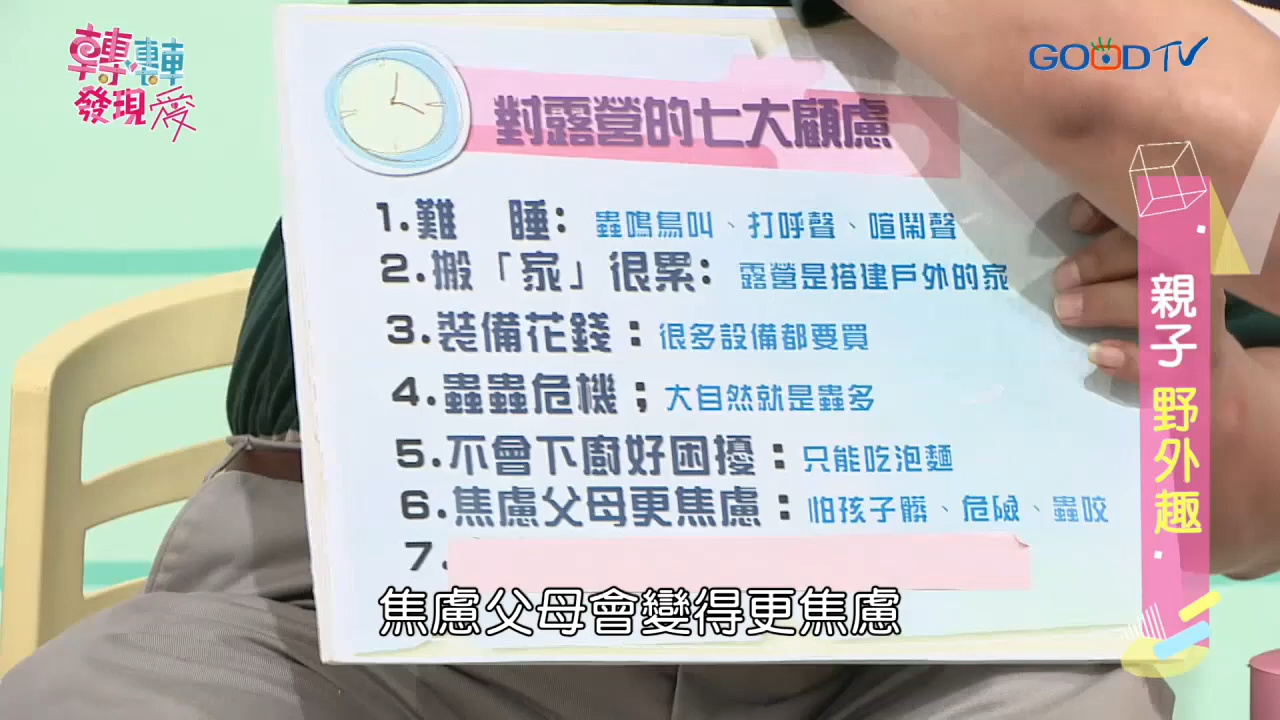 轉轉
發現愛
GOOD TV
對露營的七大顧慮
1.難 睡：蟲鳴鳥叫、打呼聲、喧鬧聲
2.搬「家」很累：露營是搭建戶外的家
3.裝備花錢：很多設備都要買
4.蟲蟲危機；大自然就是蟲多
5.不會下廚好困擾：只能吃泡麵
6.焦慮父母更焦慮：怕孩子髒、危險、蟲咬
7.
親子 野外趣
焦慮父母會變得更焦慮